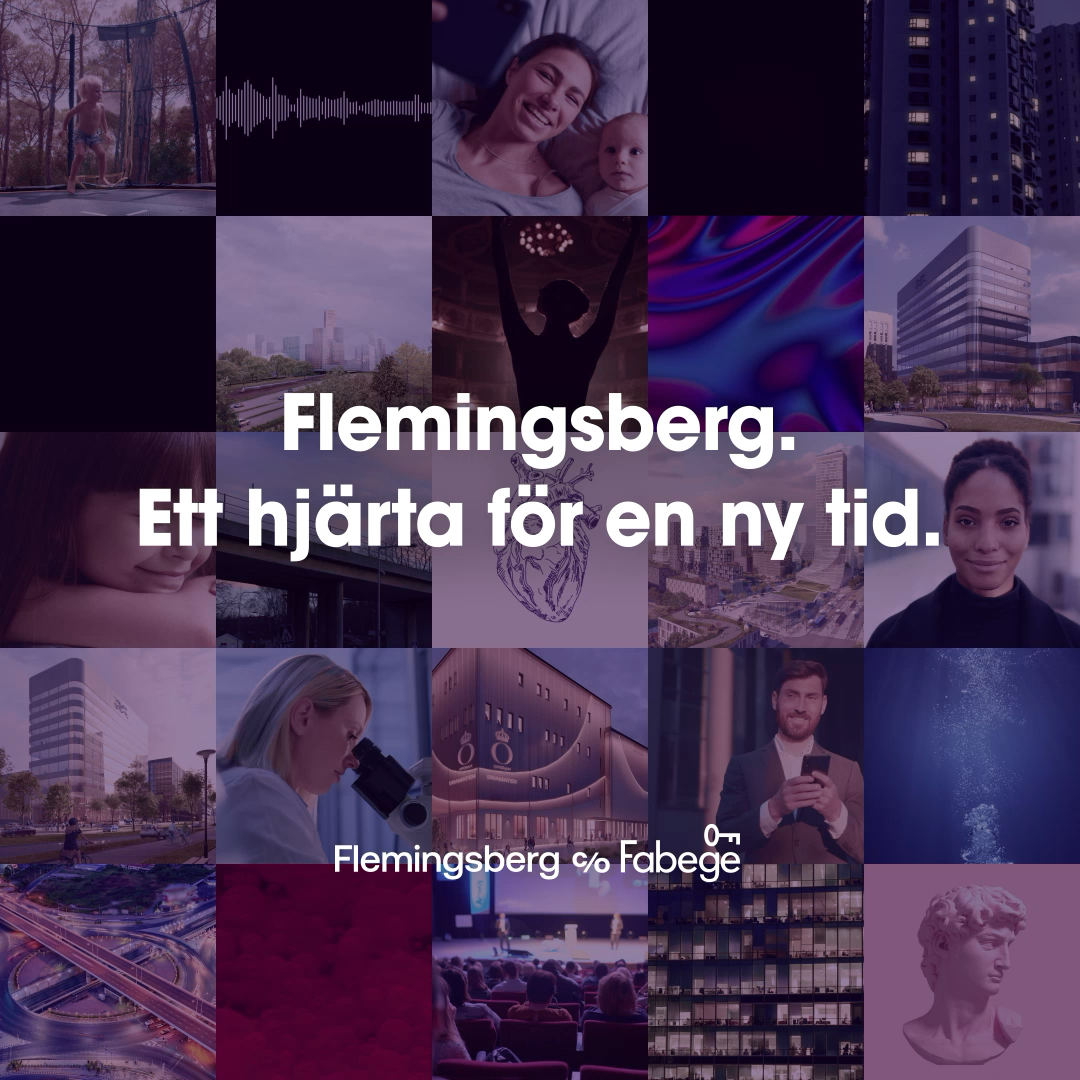 Flemingsberg.
Ett hjärta för en ny tid.
Flemingsberg c/o Fabege